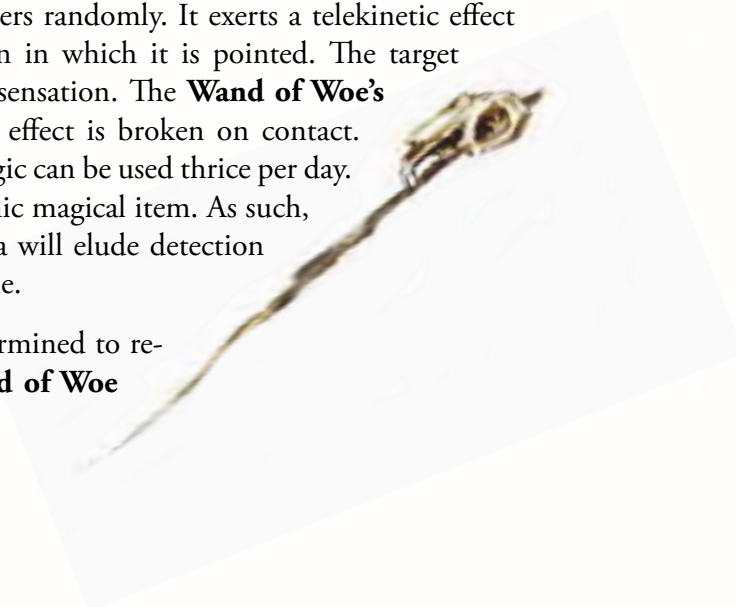 ers randomly. It exerts a telekinetic effect
n in which it is pointed. The target
sensation. The Wand of Woe’s
effect is broken on contact.
gic can be used thrice per day.
nic magical item. As such,
a will elude detection
e.
rmined to re-
d of Woe